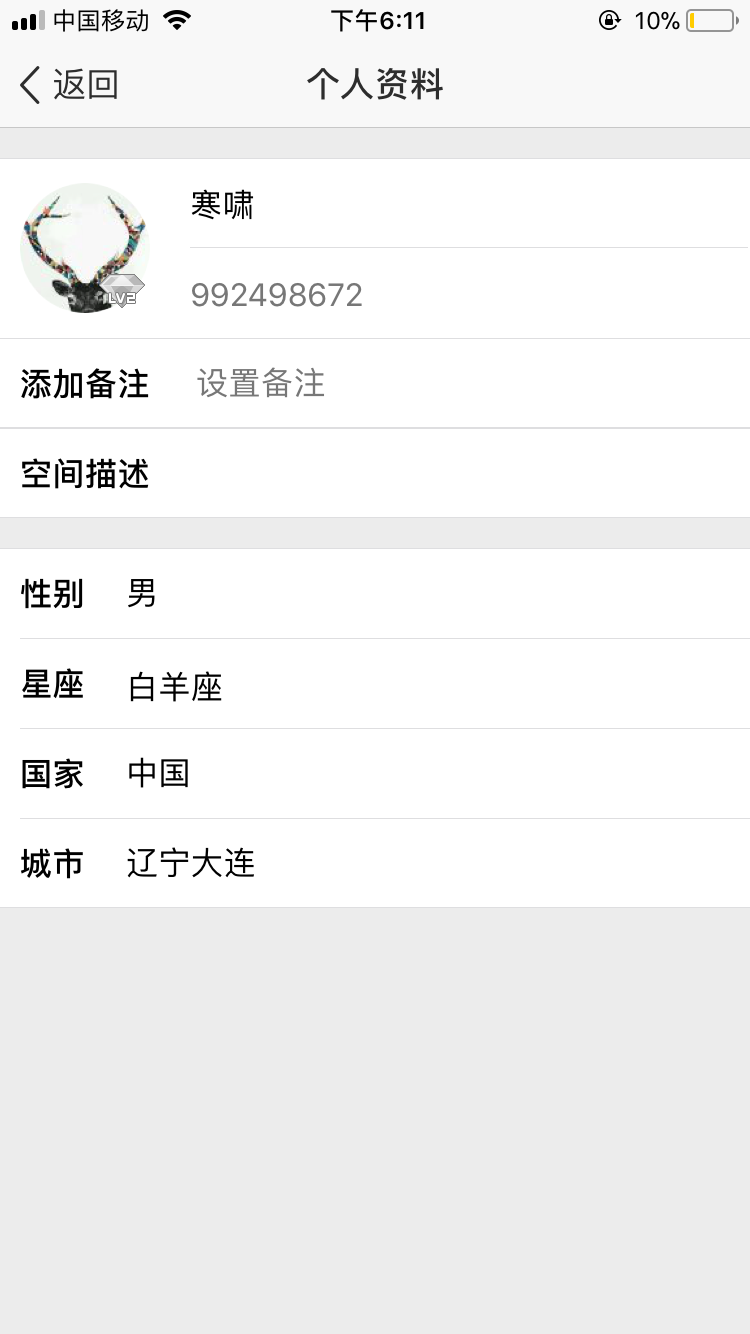 中国移动 下午6:11 10%
返回 个人资料
寒啸
LV2
992498672
添加备注 设置备注
空间描述
性别 男
星座 白羊座
国家 中国
城市 辽宁大连